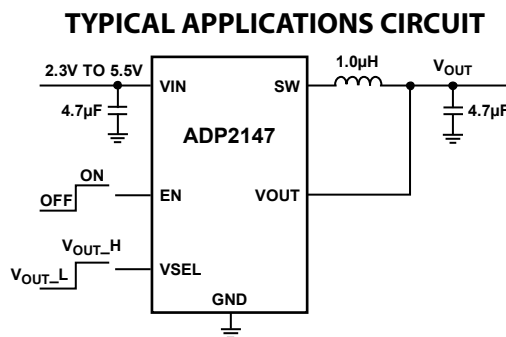 TYPICAL APPLICATIONS CIRCUIT
2.3V TO 5.5V
4.7µF
VIN
SW
1.0µH
VOUT
4.7µF
ADP2147
ON
OFF
EN
VOUT
VOUT_H
VOUT_L
VSEL
GND